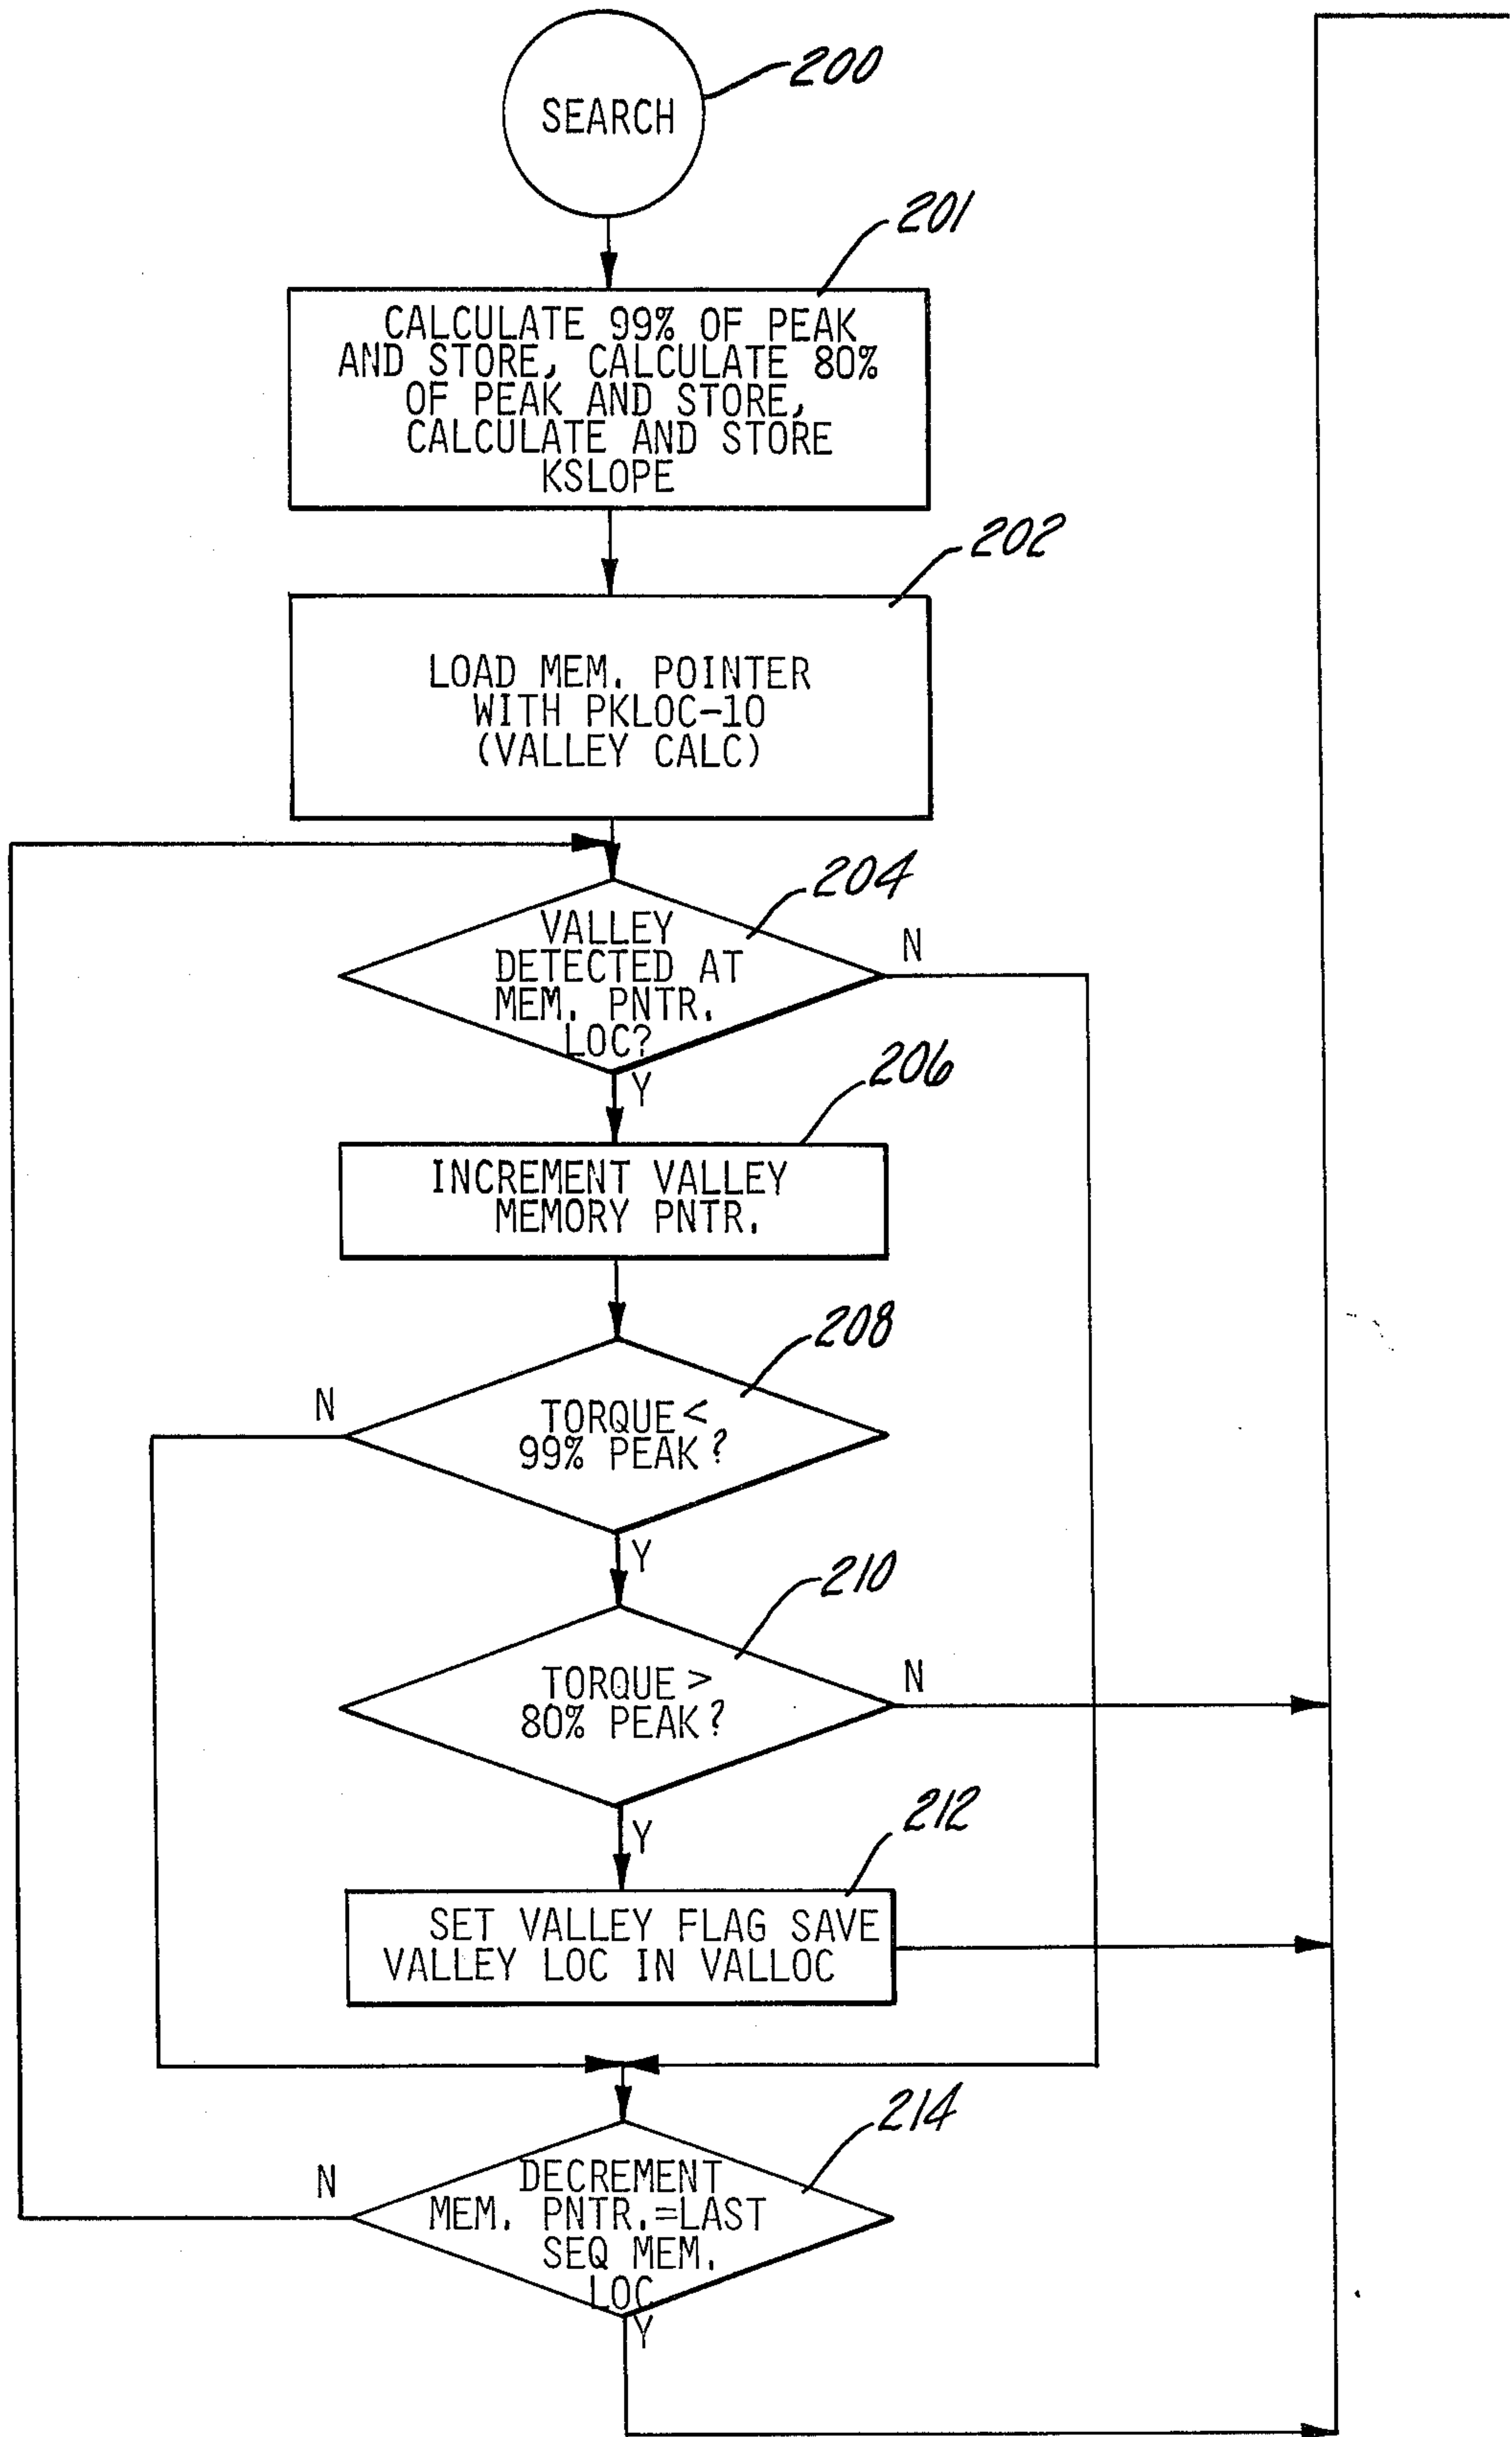 200
SEARCH
201
CALCULATE 99% OF PEAK
AND STORE, CALCULATE 80%
OF PEAK AND STORE,
CALCULATE AND STORE
KSLOPE
202
LOAD MEM. POINTER
WITH PKLOC-10
(VALLEY CALC)
204
VALLEY
DETECTED AT
MEM. PNTR.
LOC?
N
Y
206
INCREMENT VALLEY
MEMORY PNTR.
208
TORQUE <
99% PEAK?
N
Y
210
TORQUE >
80% PEAK?
N
Y
212
SET VALLEY FLAG SAVE
VALLEY LOC IN VALLOC
214
DECREMENT
MEM. PNTR.=LAST
SEQ MEM.
LOC
N
Y